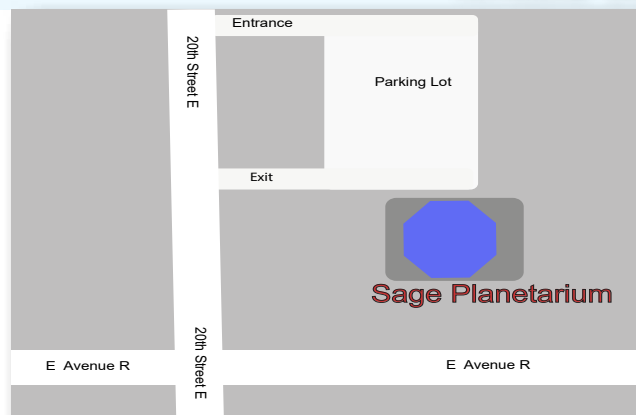 Entrance
20th Street E
Parking Lot
Exit
Sage Planetarium
20th Street E
E Avenue R
E Avenue R